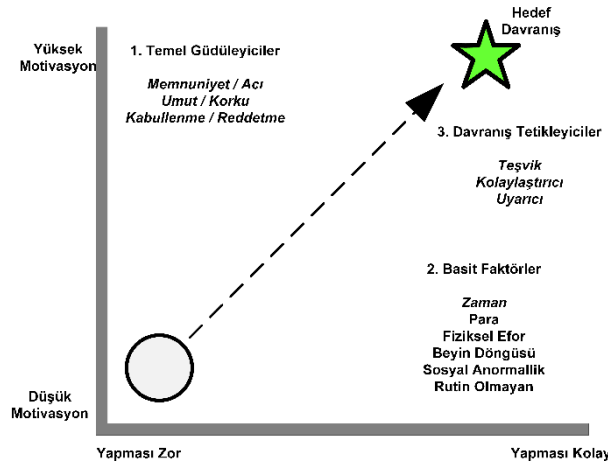 Hedef
Davranış
Yüksek
Motivasyon
1. Temel Güdüleyiciler
Memnuniyet / Acı
Umut / Korku
Kabullenme / Reddetme
3. Davranış Tetikleyiciler
Teşvik
Kolaylaştırıcı
Uyarıcı
2. Basit Faktörler
Zaman
Para
Fiziksel Efor
Beyin Döngüsü
Sosyal Anormallik
Rutin Olmayan
Düşük
Motivasyon
Yapması Zor
Yapması Kolay